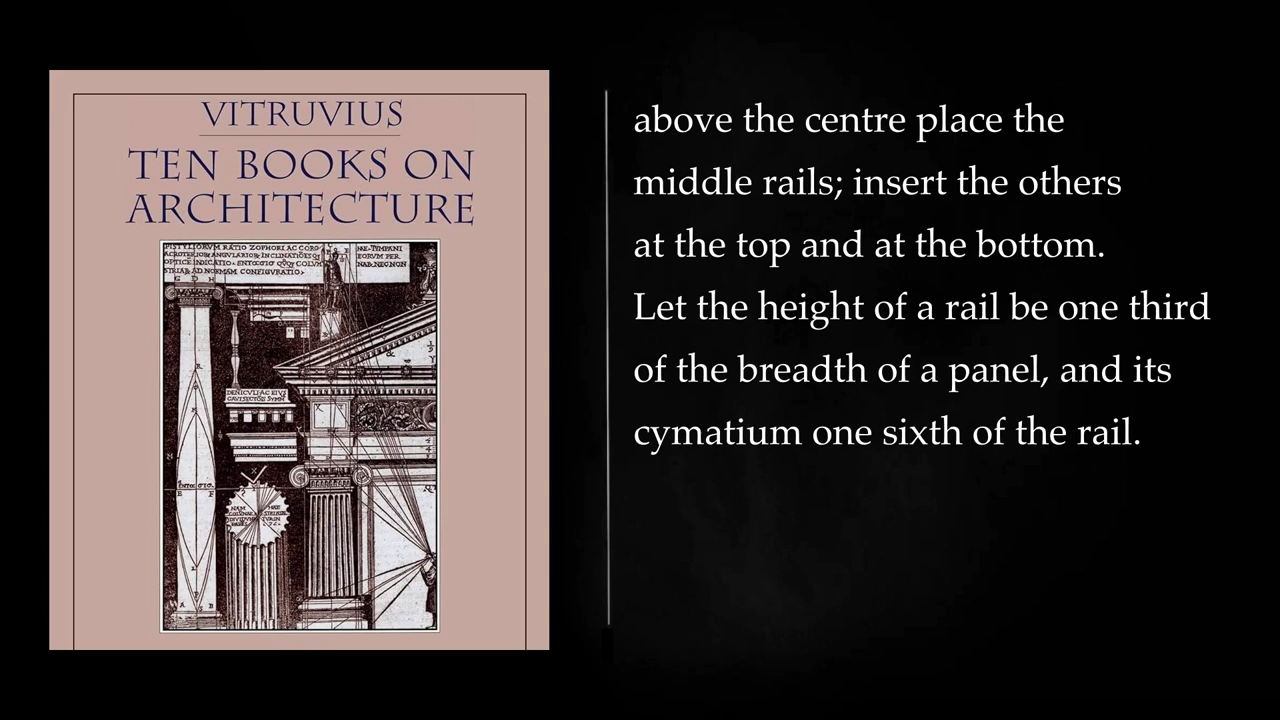 VITRUVIUS
TEN BOOKS ON
ARCHITECTURE
above the centre place the
middle rails; insert the others
at the top and at the bottom.
Let the height of a rail be one third
of the breadth of a panel, and its
cymatium one sixth of the rail.